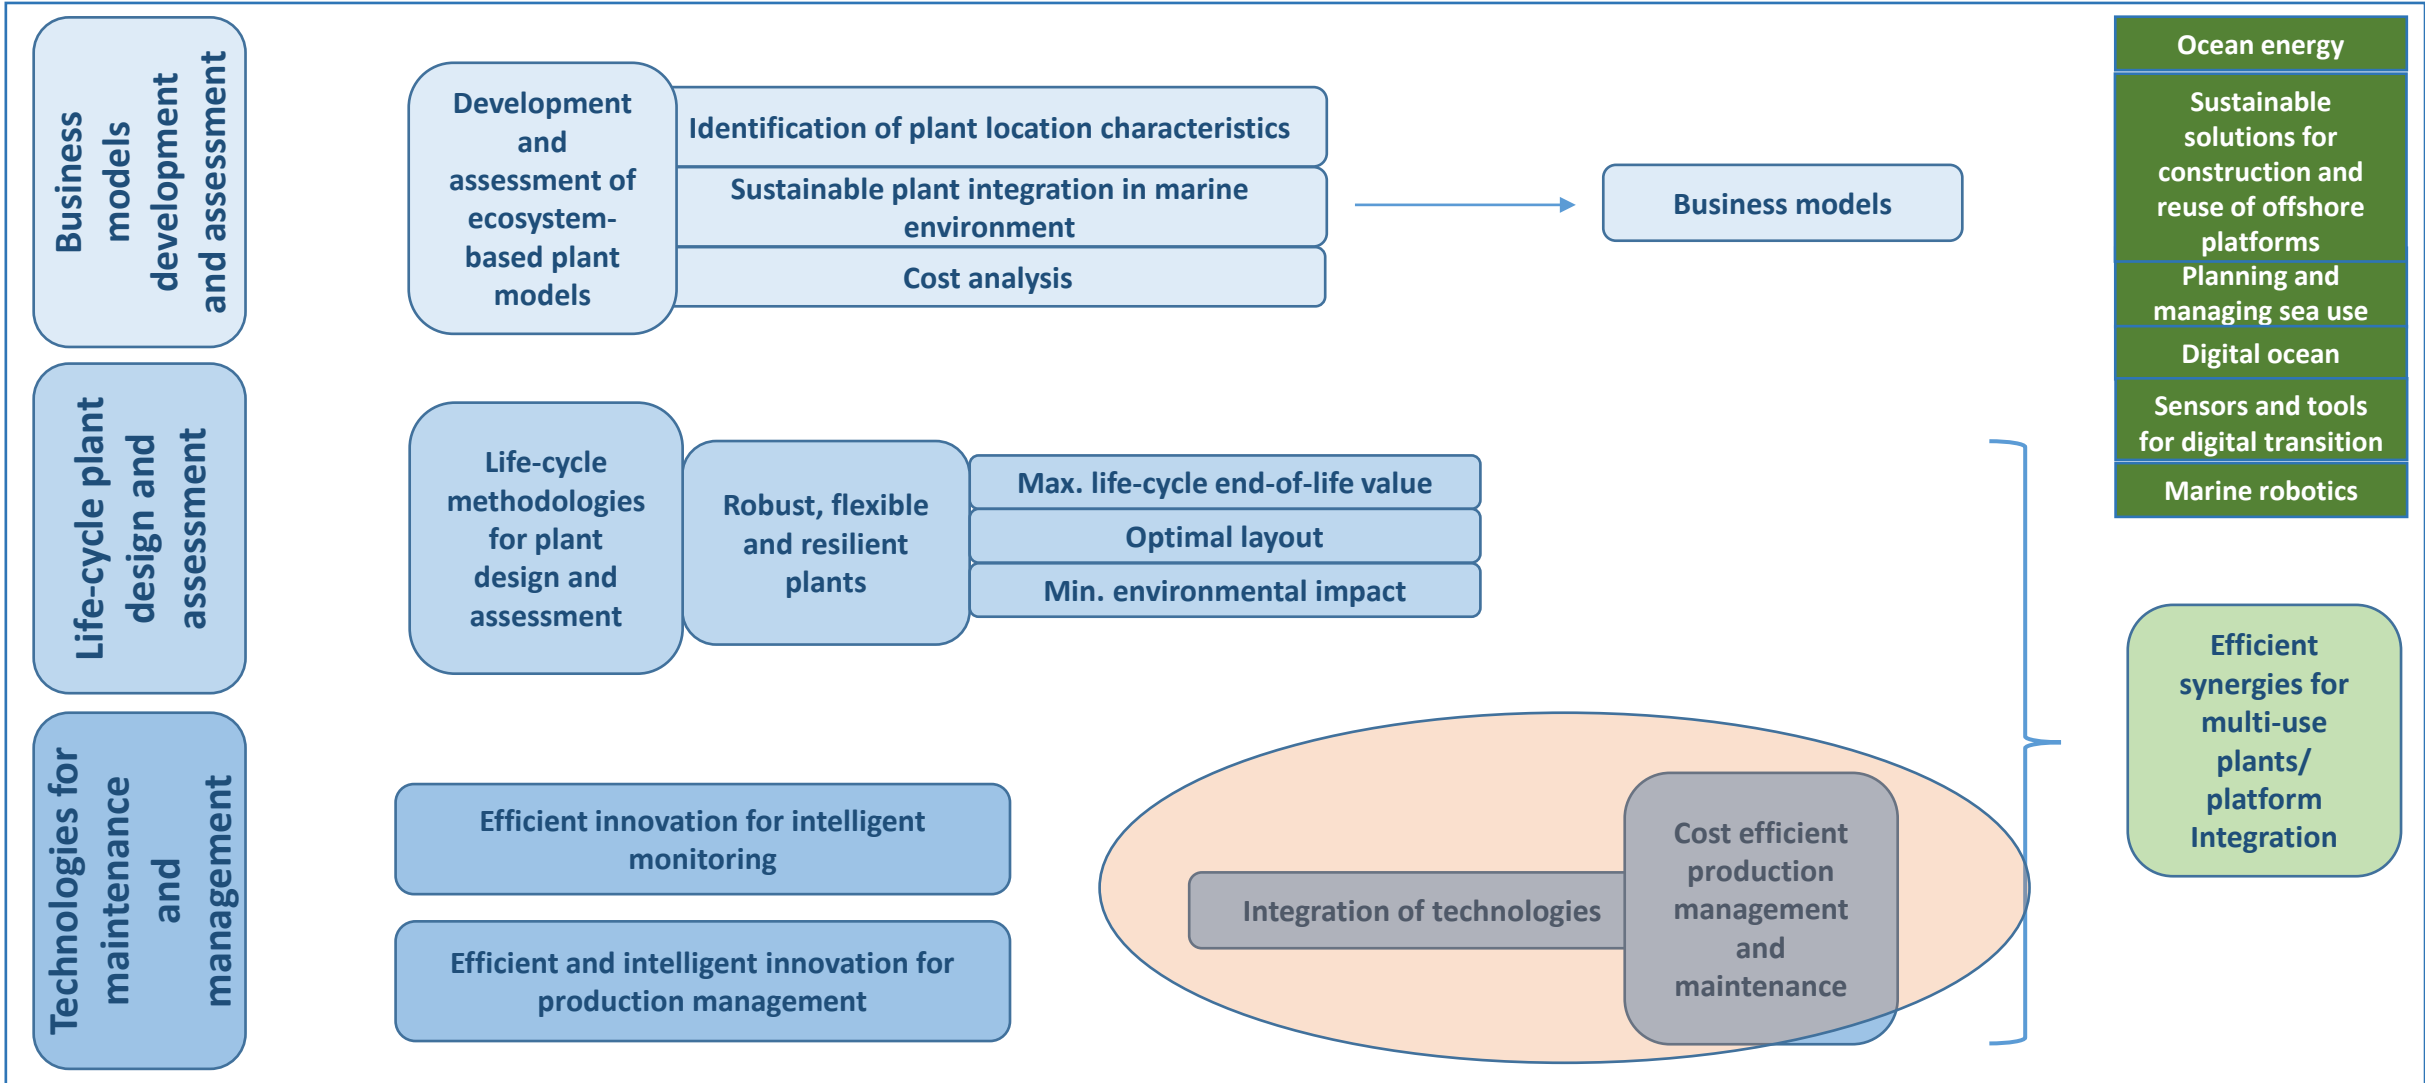 Business
models
development
and assessment
Development
and
assessment of
ecosystem-
based plant
models
Identification of plant location characteristics
Sustainable plant integration in marine
environment
Cost analysis
Business models
Ocean energy
Sustainable
solutions for
construction and
reuse of offshore
platforms
Planning and
managing sea use
Digital ocean
Sensors and tools
for digital transition
Marine robotics
Life-cycle plant
design and
assessment
Life-cycle
methodologies
for plant
design and
assessment
Robust, flexible
and resilient
plants
Max. life-cycle end-of-life value
Optimal layout
Min. environmental impact
Technologies for
maintenance
and
management
Efficient innovation for intelligent
monitoring
Efficient and intelligent innovation for
production management
Integration of technologies
Cost efficient
production
management
and
maintenance
Efficient
synergies for
multi-use
plants/
platform
Integration